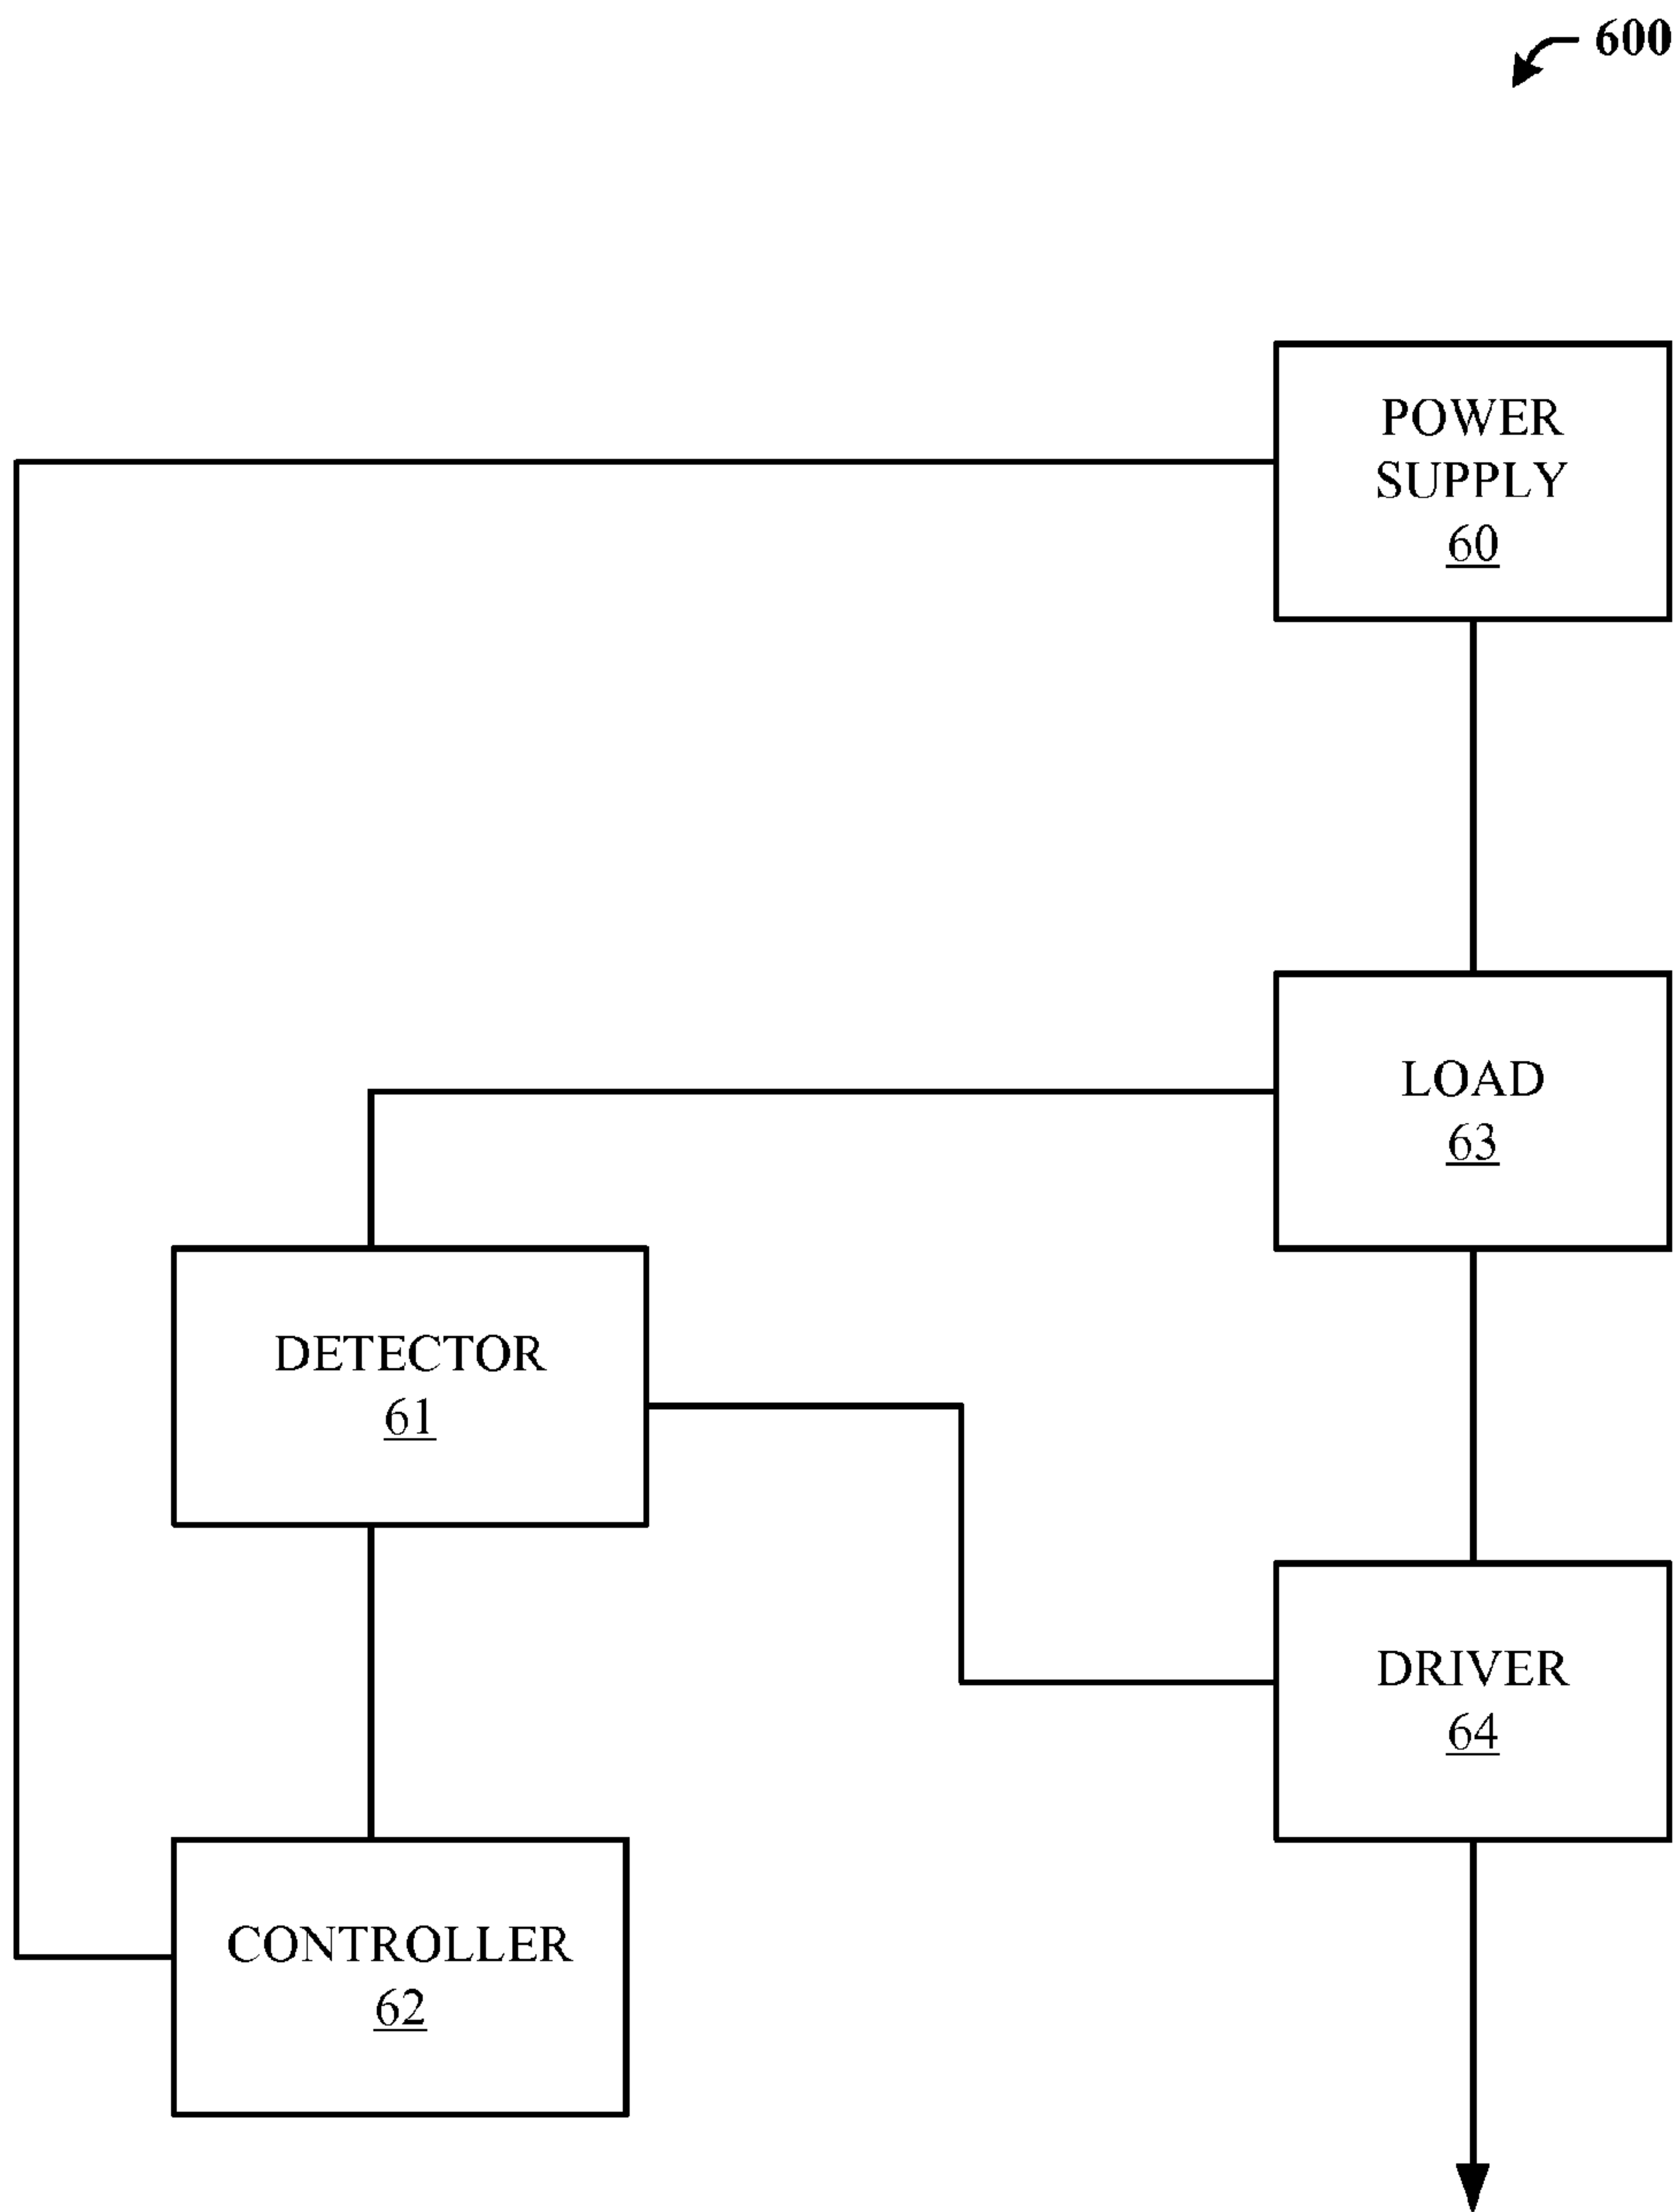 600
POWER
SUPPLY
60
LOAD
63
DETECTOR
61
DRIVER
64
CONTROLLER
62